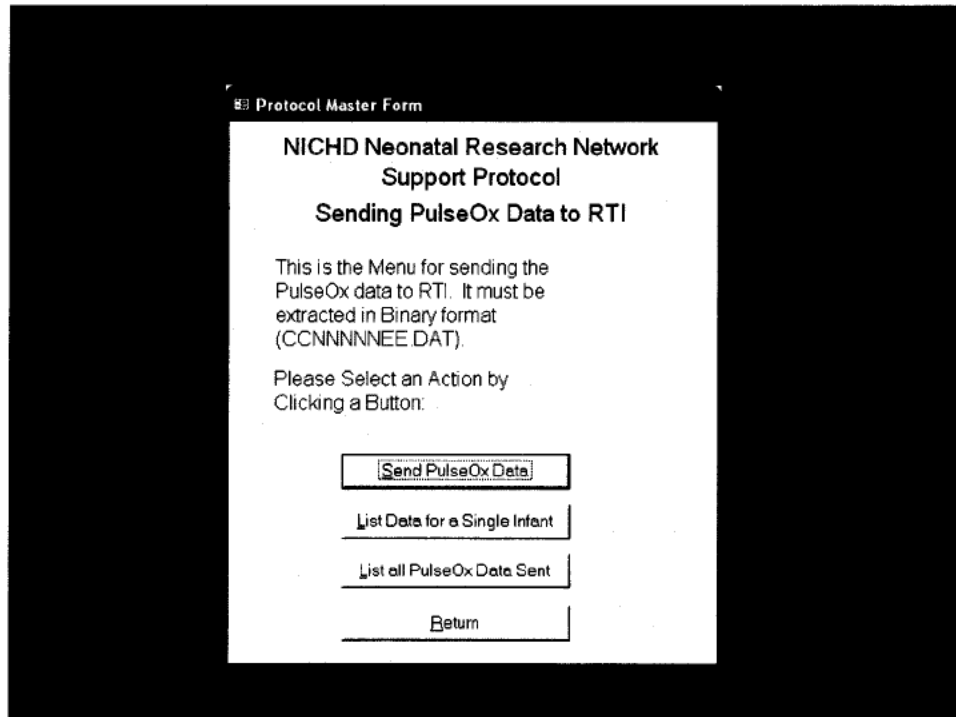 Protocol Master Form
NICHD Neonatal Research Network
Support Protocol
Sending PulseOx Data to RTI
This is the Menu for sending the
PulseOx data to RTI. It must be
extracted in Binary format
(CCNNNNNEE.DAT).
Please Select an Action by
Clicking a Button:
Send PulseOx Data
List Data for a Single Infant
List all PulseOx Data Sent
Return